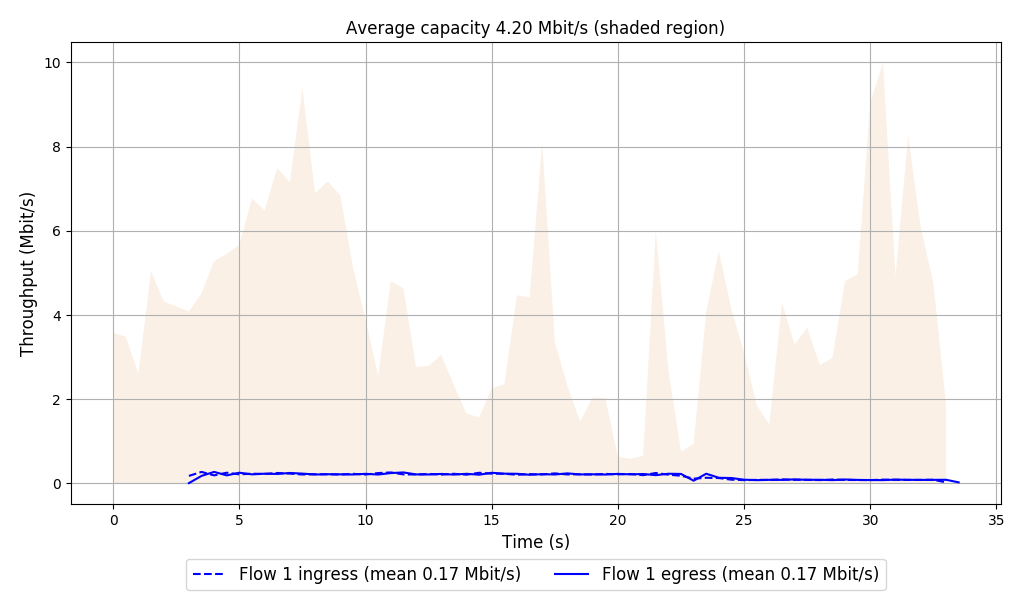 Average capacity 4.20 Mbit/s (shaded region)
10
8
6
4
2
0
Throughput (Mbit/s)
0 5 10 15 20 25 30 35
Time (s)
Flow 1 ingress (mean 0.17 Mbit/s) Flow 1 egress (mean 0.17 Mbit/s)